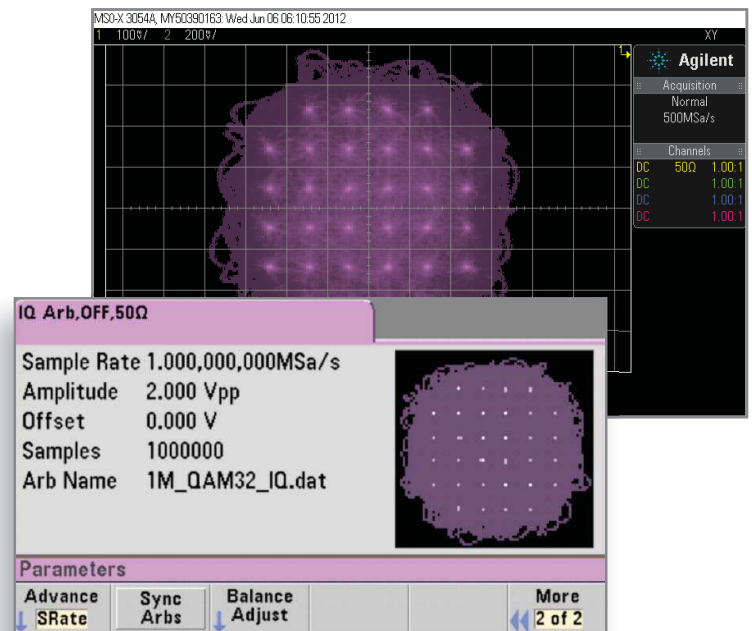 MSO-X 3054A, MY50390163: Wed Jun 06 06:10:55 2012
1 100▿/ 2 200▿/ XY
Agilent
Acquisition
Normal
500MSa/s
Channels
DC 50Ω 1.00:1
DC 1.00:1
DC 1.00:1
DC 1.00:1
IQ Arb,OFF,50Ω
Sample Rate 1.000,000,000MSa/s
Amplitude 2.000 Vpp
Offset 0.000 V
Samples 1000000
Arb Name 1M_QAM32_IQ.dat
Parameters
Advance Sync Balance More
SRate Arbs Adjust 2 of 2